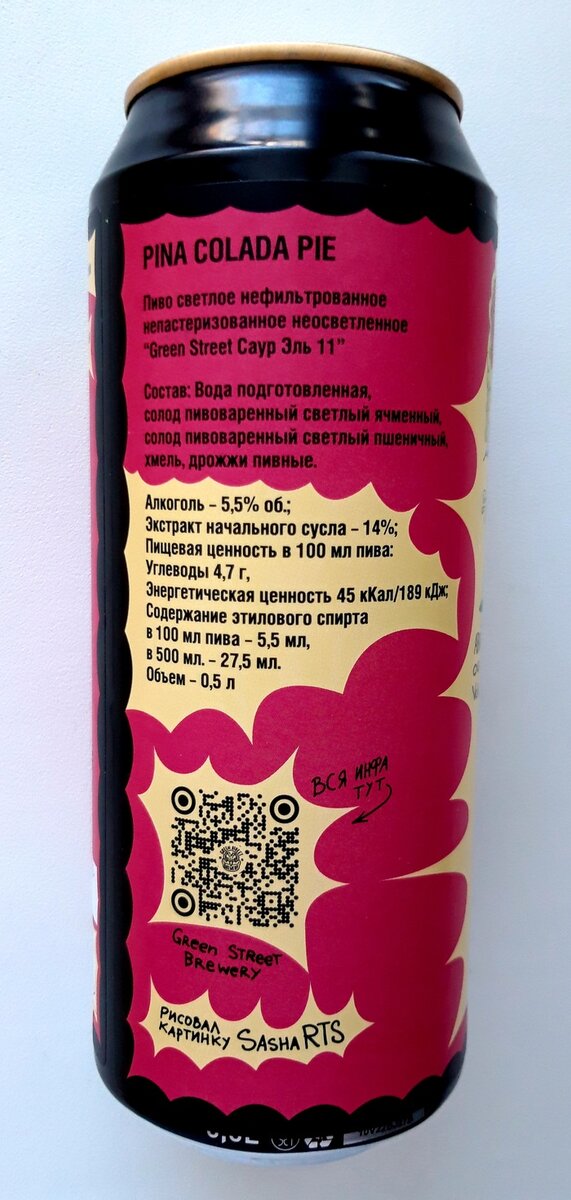 PINA COLADA PIE
Пиво светлое нефильтрованное
непастеризованное неосветленное
“Green Street Саур Эль 11”
Состав: Вода подготовленная,
солод пивоваренный светлый ячменный,
солод пивоваренный светлый пшеничный,
хмель, дрожжи пивные.
Алкоголь – 5,5% об.;
Экстракт начального сусла – 14%;
Пищевая ценность в 100 мл пива:
Углеводы 4,7 г,
Энергетическая ценность 45 кКал/189 кДж;
Содержание этилового спирта
в 100 мл пива – 5,5 мл,
в 500 мл. – 27,5 мл.
Объем – 0,5 л
ВСЯ ИНФА
ТУТ
Green Street
Brewery
РИСОВАЛ
КАРТИНКУ SASHA RTS